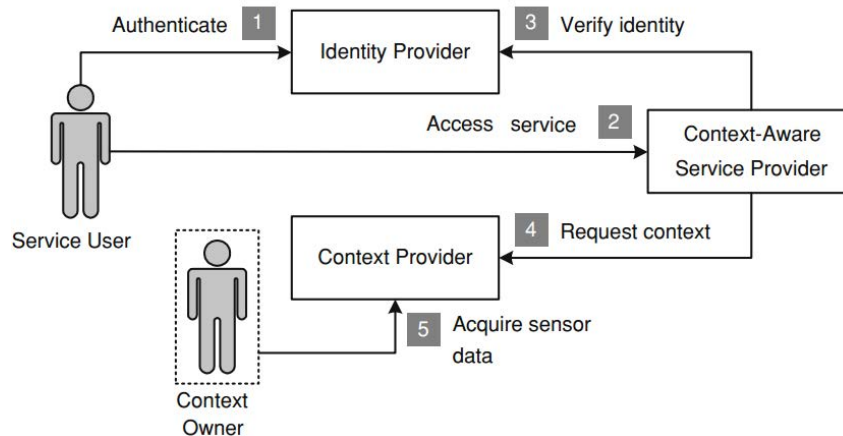 Authenticate 1
Identity Provider
3 Verify identity
Access service 2
Context-Aware
Service Provider
Service User
4 Request context
Context Provider
5 Acquire sensor
data
Context
Owner